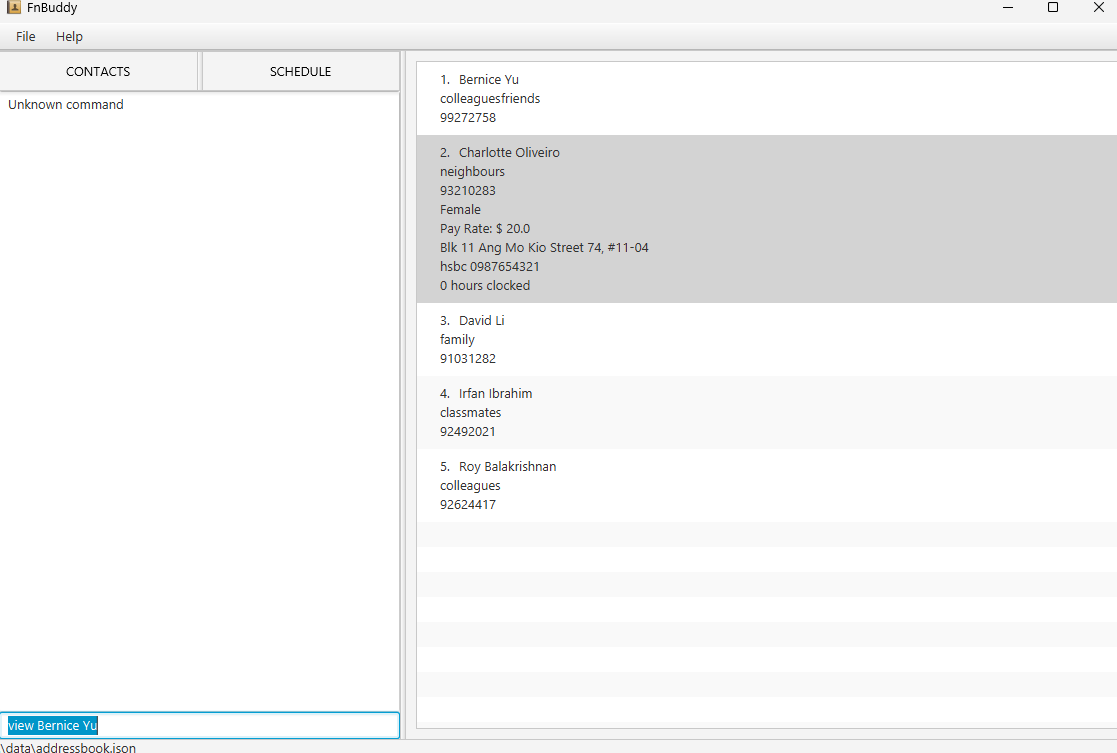 FnBuddy
File Help
CONTACTS SCHEDULE
Unknown command
view Bernice Yu
\data\addressbook.json
1. Bernice Yu
colleaguesfriends
99272758
2. Charlotte Oliveiro
neighbours
93210283
Female
Pay Rate: $ 20.0
Blk 11 Ang Mo Kio Street 74, #11-04
hsbc 0987654321
0 hours clocked
3. David Li
family
91031282
4. Irfan Ibrahim
classmates
92492021
5. Roy Balakrishnan
colleagues
92624417